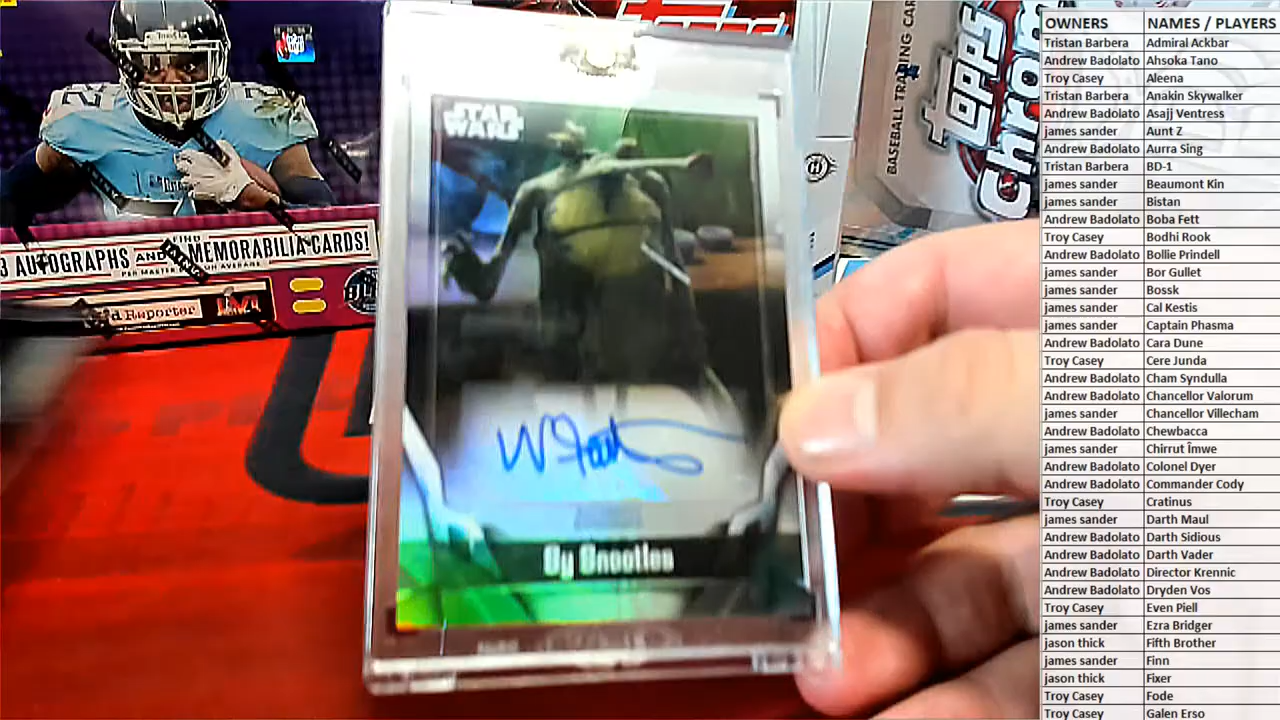 3 AUTOGRAPHS AND MEMORABILIA CARDS!
STAR
WARS
Sy Snootles
BASEBALL TRADING CAR
topps
Chrom
OWNERS NAMES / PLAYERS
Tristan Barbera Admiral Ackbar
Andrew Badolato Ahsoka Tano
Troy Casey Aleena
Tristan Barbera Anakin Skywalker
Andrew Badolato Asajj Ventress
james sander Aunt Z
Andrew Badolato Aurra Sing
Tristan Barbera BD-1
james sander Beaumont Kin
james sander Bistan
Andrew Badolato Boba Fett
Troy Casey Bodhi Rook
Andrew Badolato Bollie Prindell
james sander Bor Gullet
james sander Bossk
james sander Cal Kestis
james sander Captain Phasma
Andrew Badolato Cara Dune
Troy Casey Cere Junda
Andrew Badolato Cham Syndulla
Andrew Badolato Chancellor Valorum
james sander Chancellor Villecham
Andrew Badolato Chewbacca
james sander Chirrut Îmwe
Andrew Badolato Colonel Dyer
Andrew Badolato Commander Cody
Troy Casey Cratinus
james sander Darth Maul
Andrew Badolato Darth Sidious
Andrew Badolato Darth Vader
Andrew Badolato Director Krennic
Andrew Badolato Dryden Vos
Troy Casey Even Piell
james sander Ezra Bridger
jason thick Fifth Brother
james sander Finn
jason thick Fixer
Troy Casey Fode
Troy Casey Galen Erso